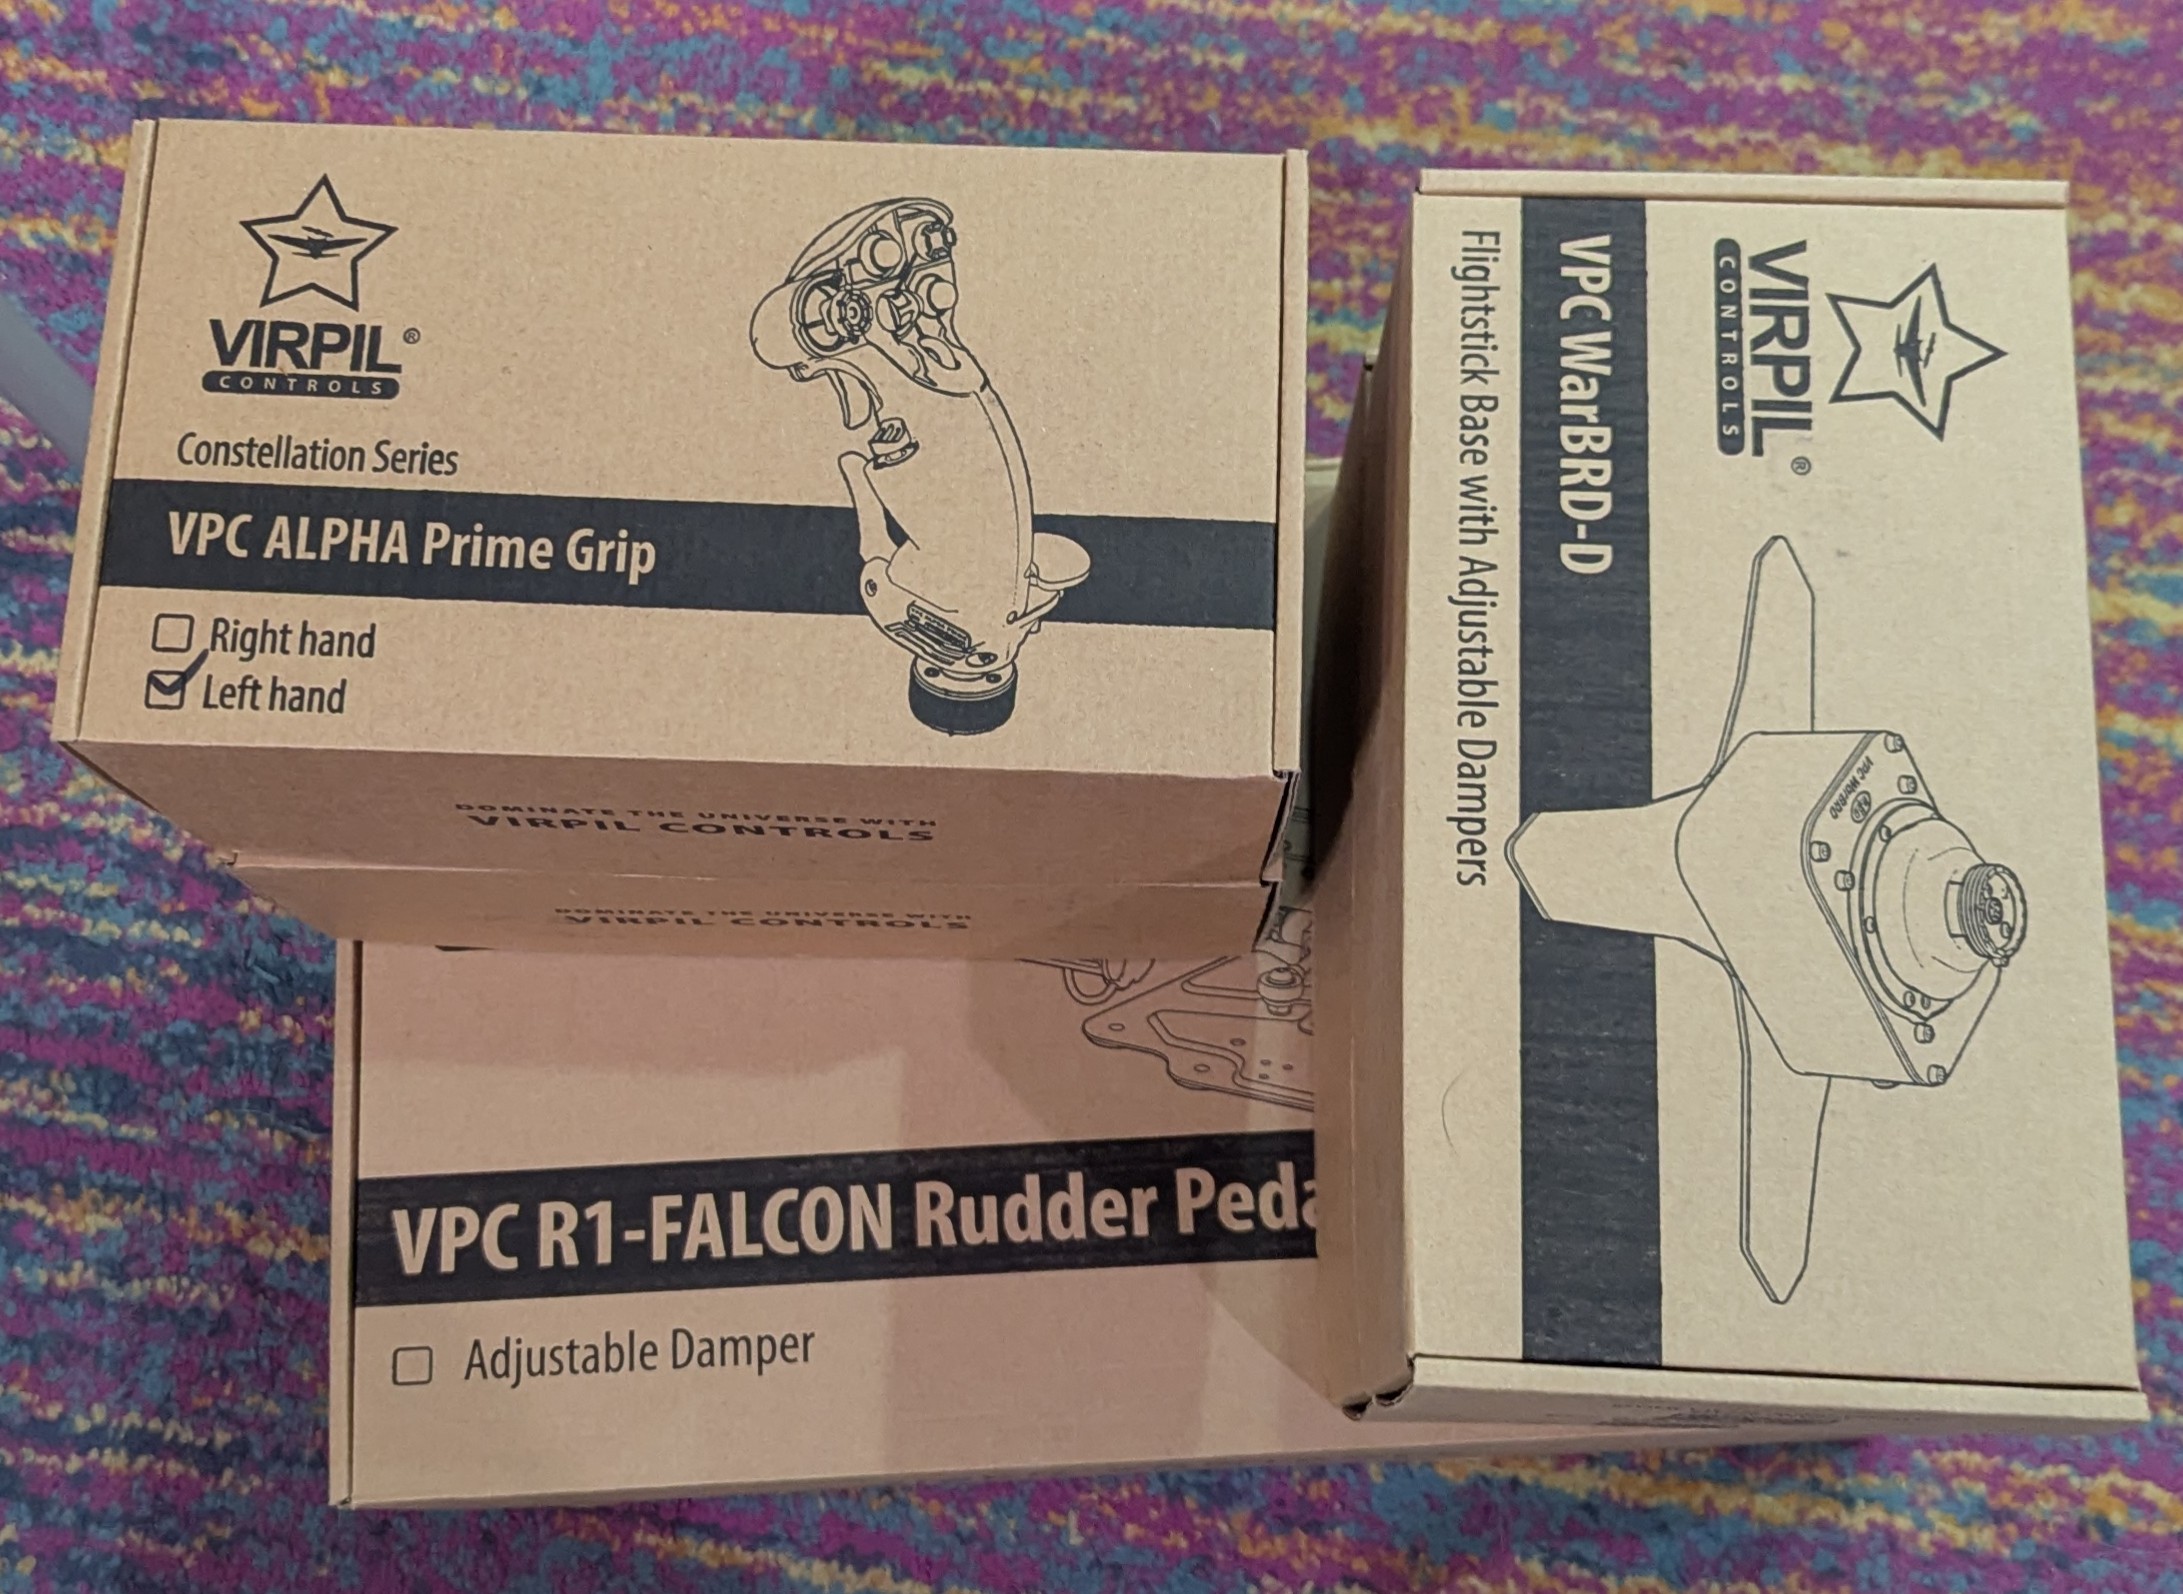 VIRPIL®
CONTROLS
Constellation Series
VPC ALPHA Prime Grip
Right hand
Left hand
DOMINATE THE UNIVERSE WITH
VIRPIL CONTROLS
DOMINATE THE UNIVERSE WITH
VIRPIL CONTROLS
VPC R1-FALCON Rudder Peda
Adjustable Damper
VIRPIL®
CONTROLS
VPC WarBRD-D
Flightstick Base with Adjustable Dampers
VPC WarBRD